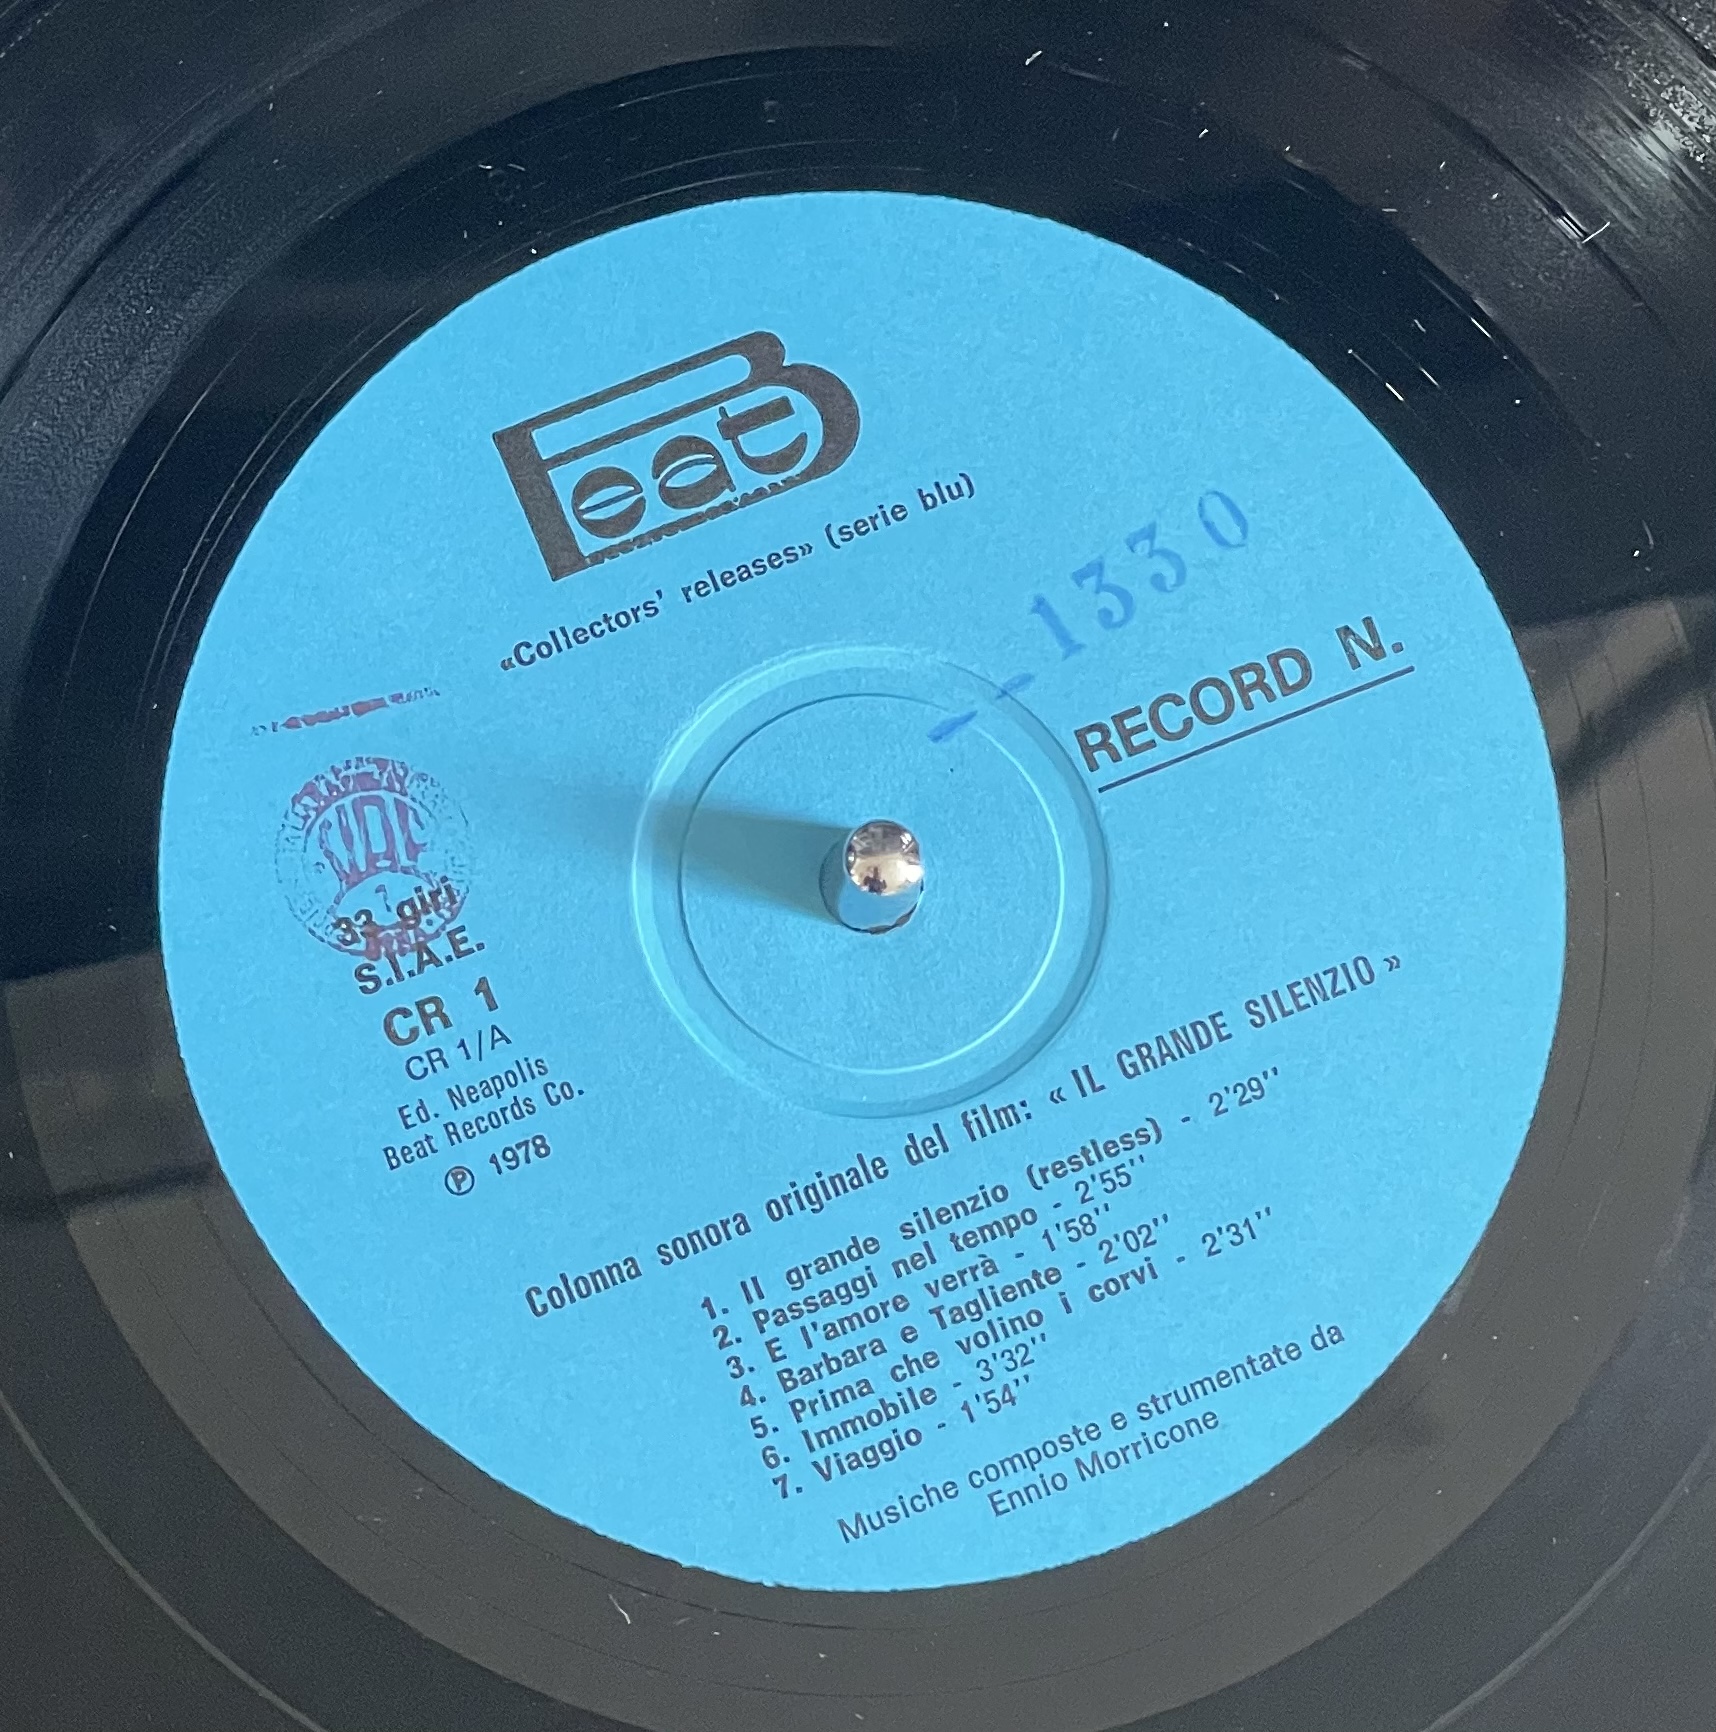 Beat
«Collectors' releases» (serie blu)
--1330
RECORD N.
33 giri
S.I.A.E.
CR 1
CR 1/A
Ed. Neapolis
Beat Records Co.
℗ 1978
Colonna sonora originale del film: « IL GRANDE SILENZIO »
1. Il grande silenzio (restless) - 2'29''
2. Passaggi nel tempo - 2'55''
3. E l'amore verrà - 1'58''
4. Barbara e Tagliente - 2'02''
5. Prima che volino i corvi - 2'31''
6. Immobile - 3'32''
7. Viaggio - 1'54''
Musiche composte e strumentate da
Ennio Morricone